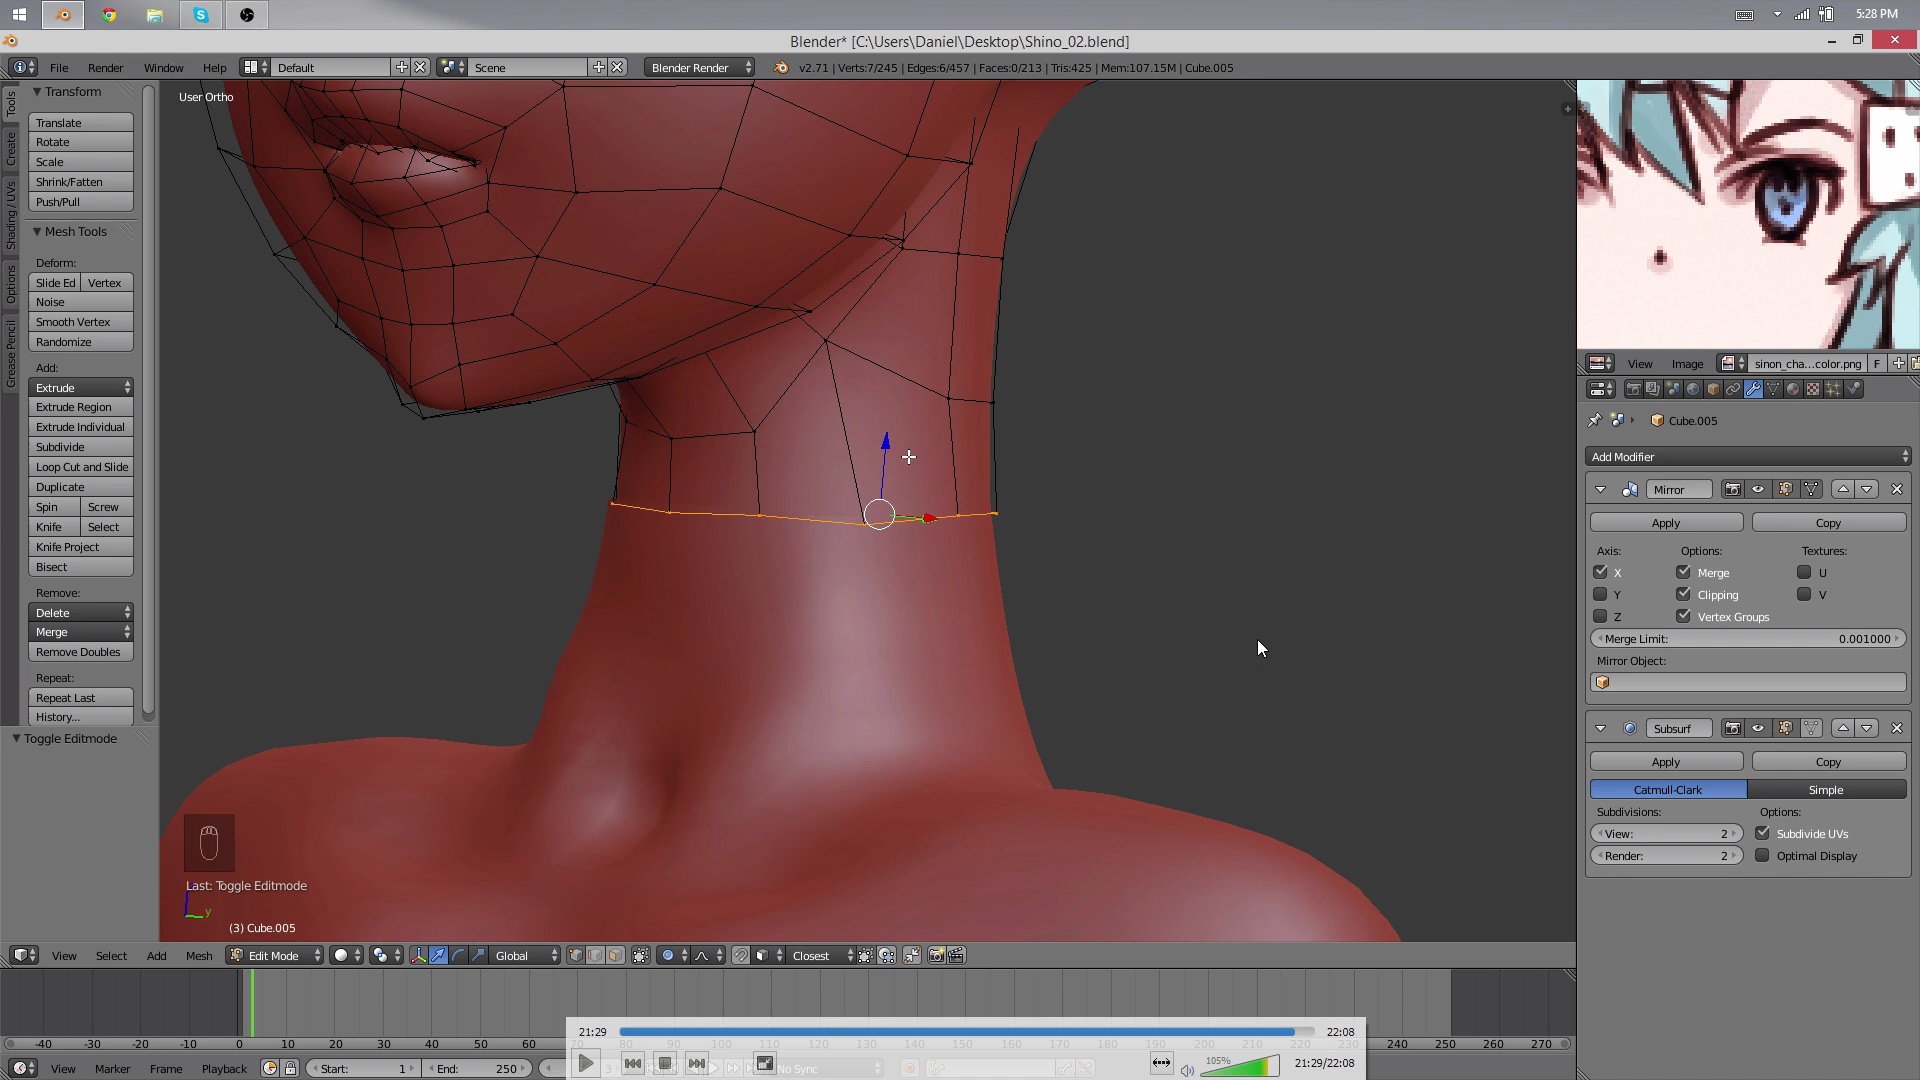 5:28 PM
Blender* [C:\Users\Daniel\Desktop\Shino_02.blend]
File Render Window Help Default Scene Blender Render v2.71 | Verts:7/245 | Edges:6/457 | Faces:0/213 | Tris:425 | Mem:107.15M | Cube.005
Tools
Create
Shading / UVs
Options
Grease Pencil
Transform
Translate
Rotate
Scale
Shrink/Fatten
Push/Pull
Mesh Tools
Deform:
Slide Ed Vertex
Noise
Smooth Vertex
Randomize
Add:
Extrude
Extrude Region
Extrude Individual
Subdivide
Loop Cut and Slide
Duplicate
Spin Screw
Knife Select
Knife Project
Bisect
Remove:
Delete
Merge
Remove Doubles
Repeat:
Repeat Last
History...
Toggle Editmode
User Ortho
Last: Toggle Editmode
y
(3) Cube.005
View Image sinon_cha...color.png F
Cube.005
Add Modifier
Mirror
Apply Copy
Axis: Options: Textures:
X Merge U
Y Clipping V
Z Vertex Groups
Merge Limit: 0.001000
Mirror Object:
Subsurf
Apply Copy
Catmull-Clark Simple
Subdivisions: Options:
View: 2 Subdivide UVs
Render: 2 Optimal Display
View Select Add Mesh Edit Mode Global Closest
21:29 22:08
-40 -30 -20 -10 0 10 20 30 40 50 60 70 80 90 100 110 120 130 140 150 160 170 180 190 200 210 220 230 240 250 260 270
View Marker Frame Playback Start: 1 End: 250 3 No Sync 105% 21:29/22:08